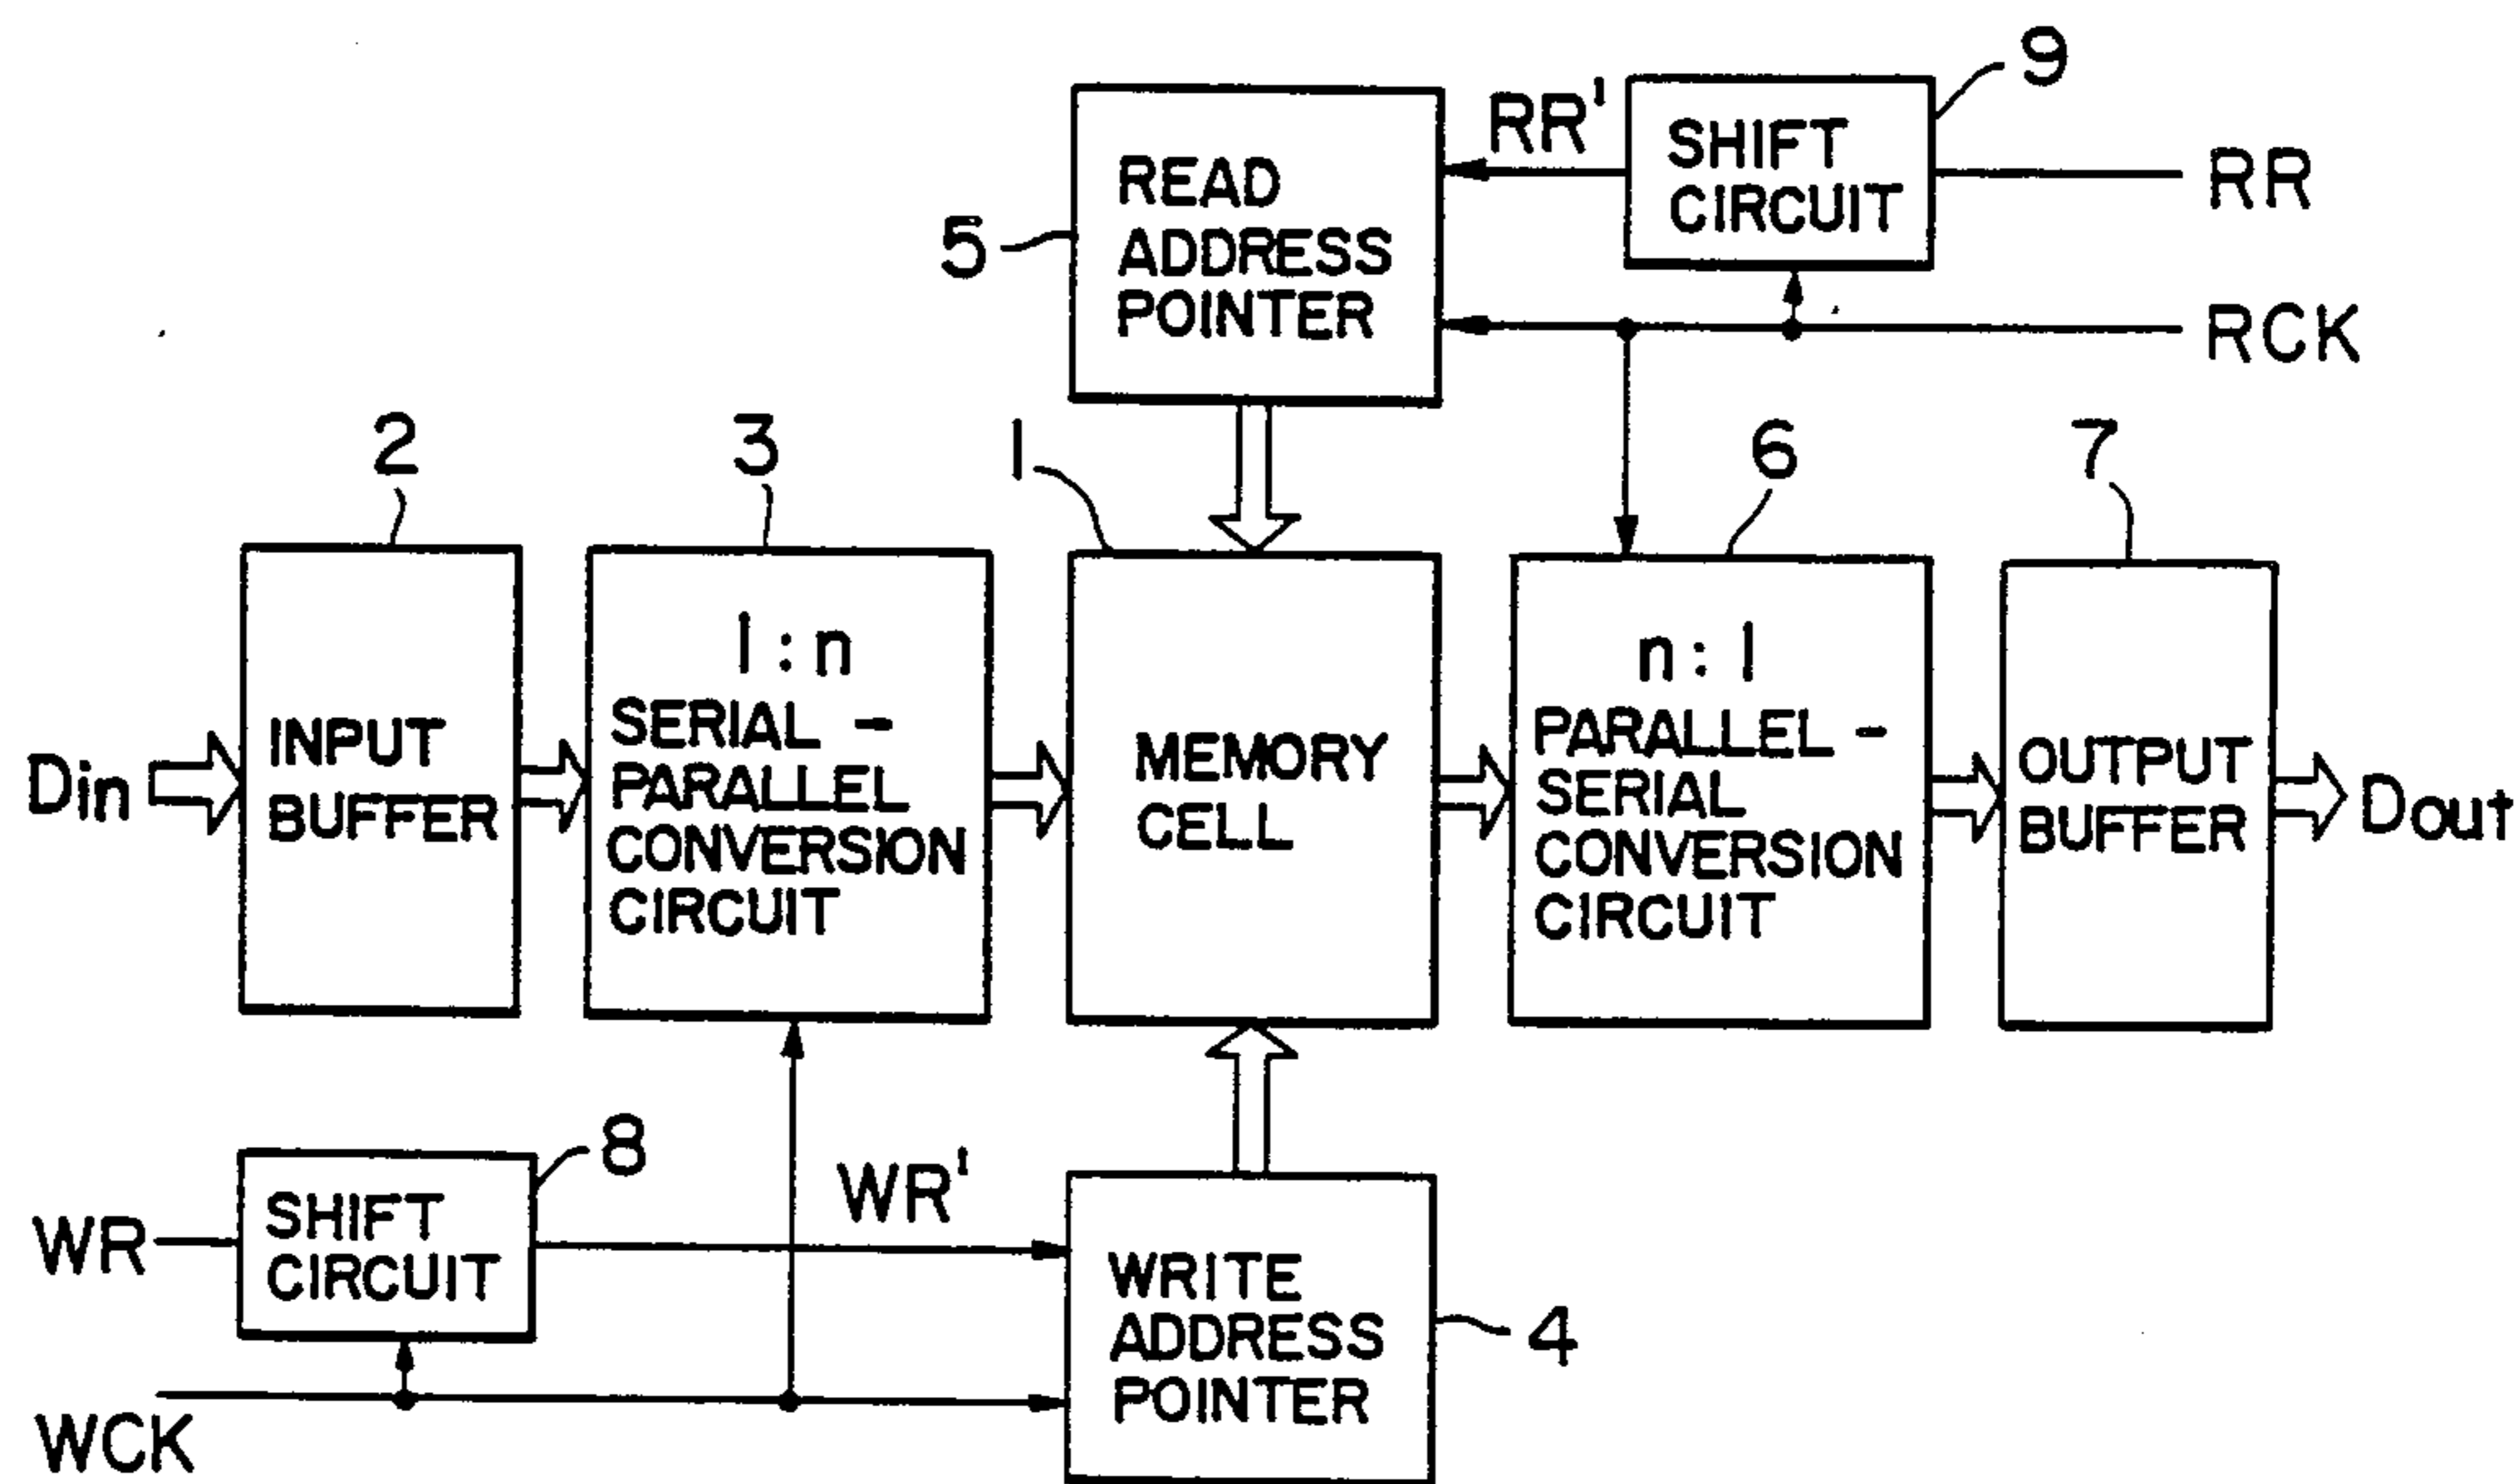 9
READ
ADDRESS
POINTER
RR'
SHIFT
CIRCUIT
RR
5
RCK
2
3
1
6
7
Din
INPUT
BUFFER
1:n
SERIAL -
PARALLEL
CONVERSION
CIRCUIT
MEMORY
CELL
n:1
PARALLEL -
SERIAL
CONVERSION
CIRCUIT
OUTPUT
BUFFER
Dout
8
WR
SHIFT
CIRCUIT
WR'
WRITE
ADDRESS
POINTER
4
WCK